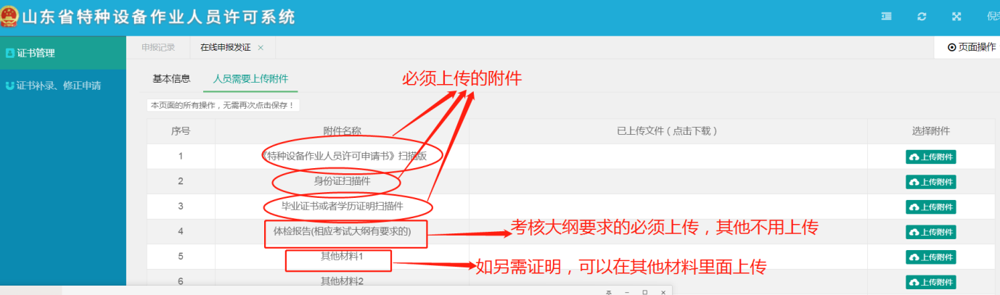 山东省特种设备作业人员许可系统
证书管理
证书补录、修正申请
申报记录 在线申报发证 ×
页面操作
基本信息 人员需要上传附件
必须上传的附件
本页面的所有操作，无需再次点击保存！
序号 附件名称 已上传文件（点击下载） 选择附件
1 《特种设备作业人员许可申请书》扫描版 上传附件
2 身份证扫描件 上传附件
3 毕业证书或者学历证明扫描件 上传附件
4 体检报告(相应考试大纲有要求的) 上传附件
考核大纲要求的必须上传，其他不用上传
5 其他材料1 上传附件
如另需证明，可以在其他材料里面上传
6 其他材料2 上传附件